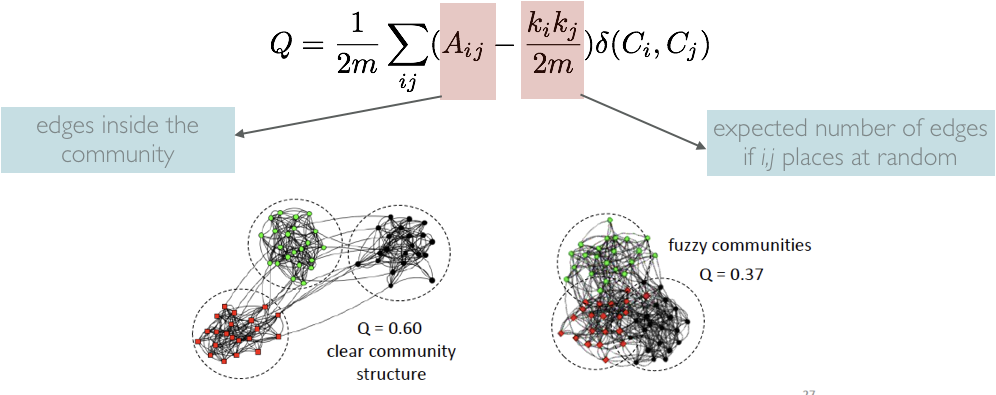 Q = \frac{1}{2m} \sum_{ij} (A_{ij} - \frac{k_i k_j}{2m}) \delta(C_i, C_j)
edges inside the
community
expected number of edges
if i,j places at random
fuzzy communities
Q = 0.37
Q = 0.60
clear community
structure